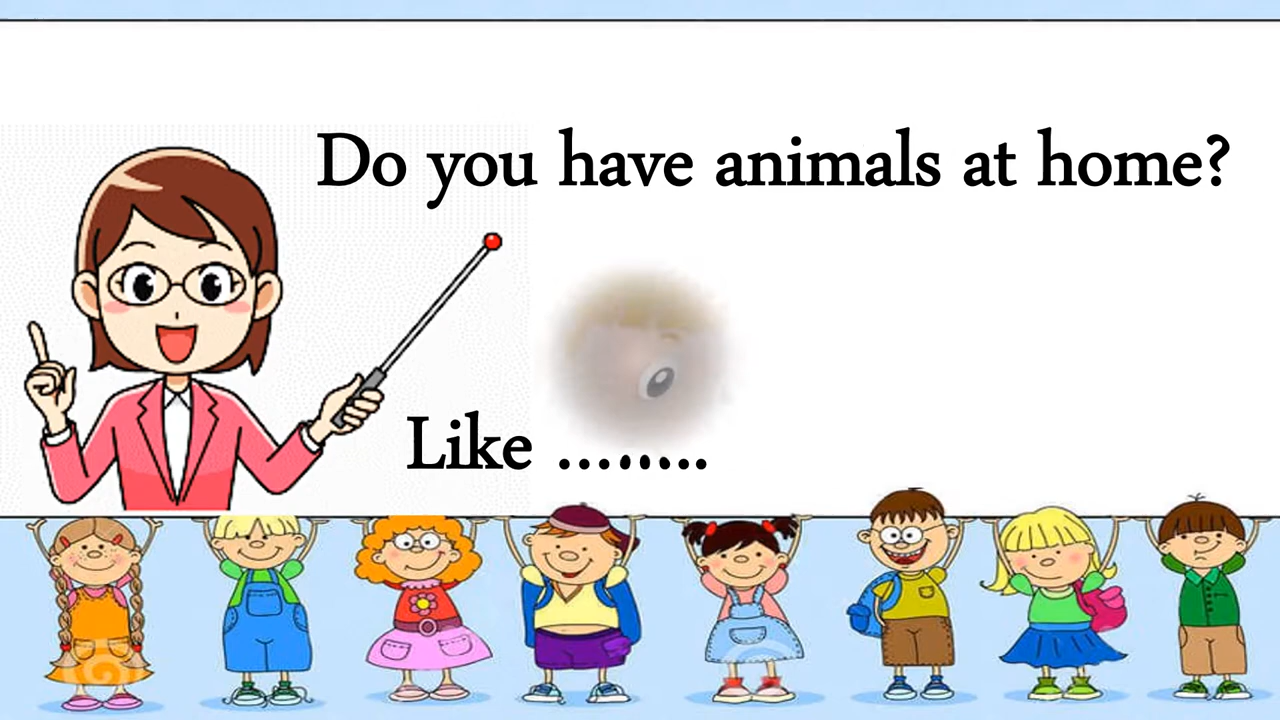 Do you have animals at home?
Like ........